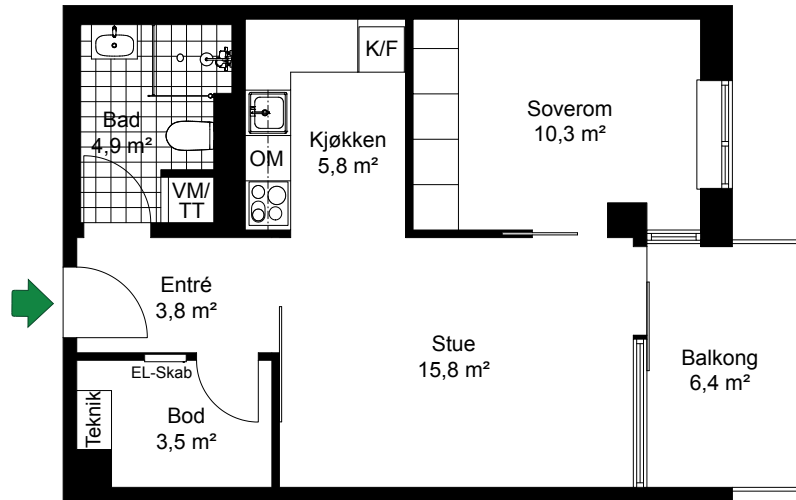 K/F
Bad
4,9 m²
Kjøkken
5,8 m²
Soverom
10,3 m²
OM
VM/
TT
Entré
3,8 m²
Stue
15,8 m²
Balkong
6,4 m²
EL-Skab
Teknik
Bod
3,5 m²